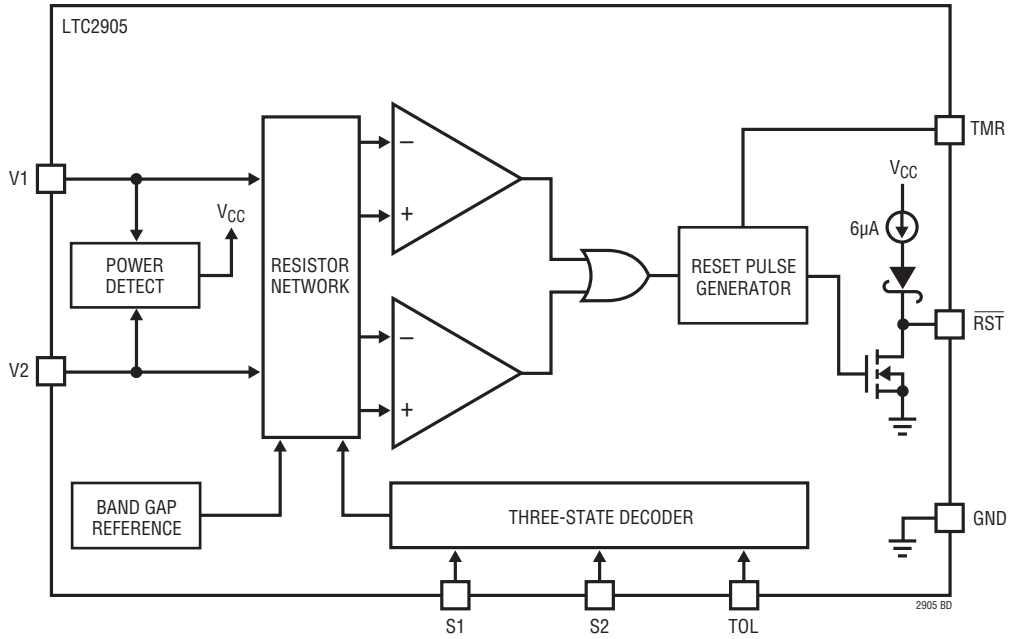 LTC2905
TMR
V1
VCC
VCC
6µA
POWER
DETECT
RESISTOR
NETWORK
−
+
RESET PULSE
GENERATOR
RST
V2
−
+
BAND GAP
REFERENCE
THREE-STATE DECODER
GND
S1
S2
TOL
2905 BD